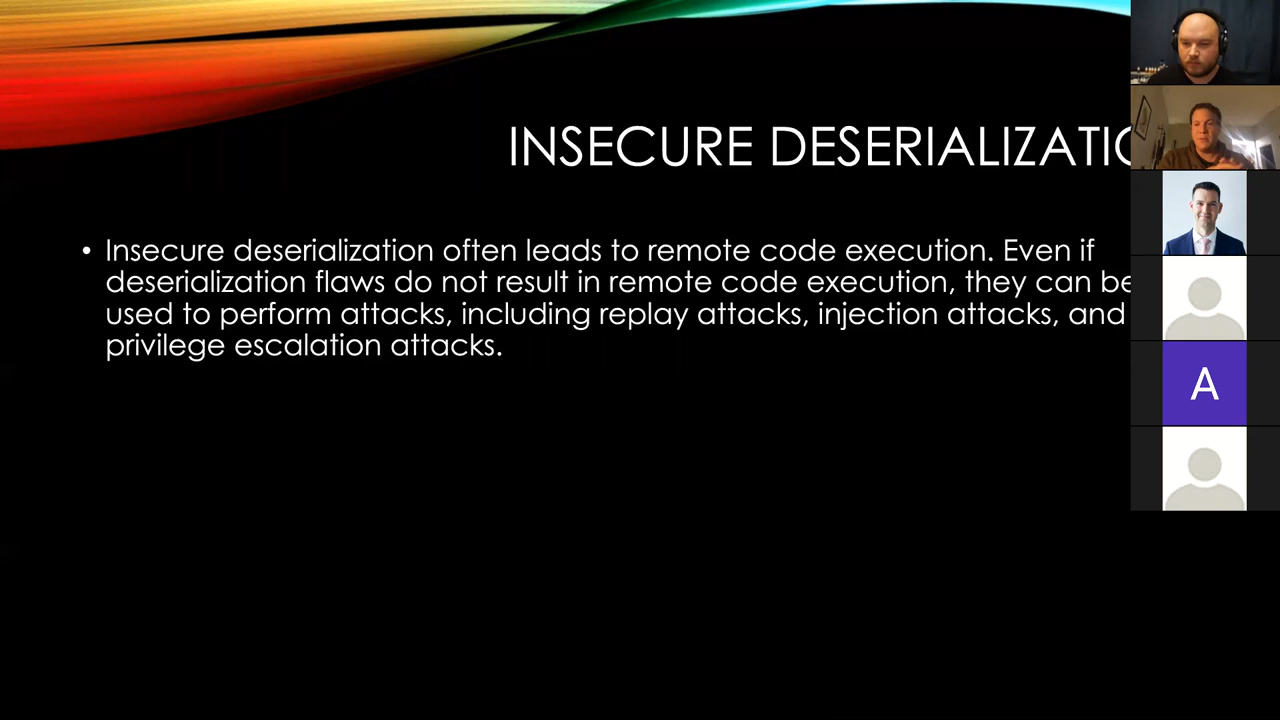 INSECURE DESERIALIZATIO
• Insecure deserialization often leads to remote code execution. Even if
deserialization flaws do not result in remote code execution, they can be
used to perform attacks, including replay attacks, injection attacks, and
privilege escalation attacks.
A